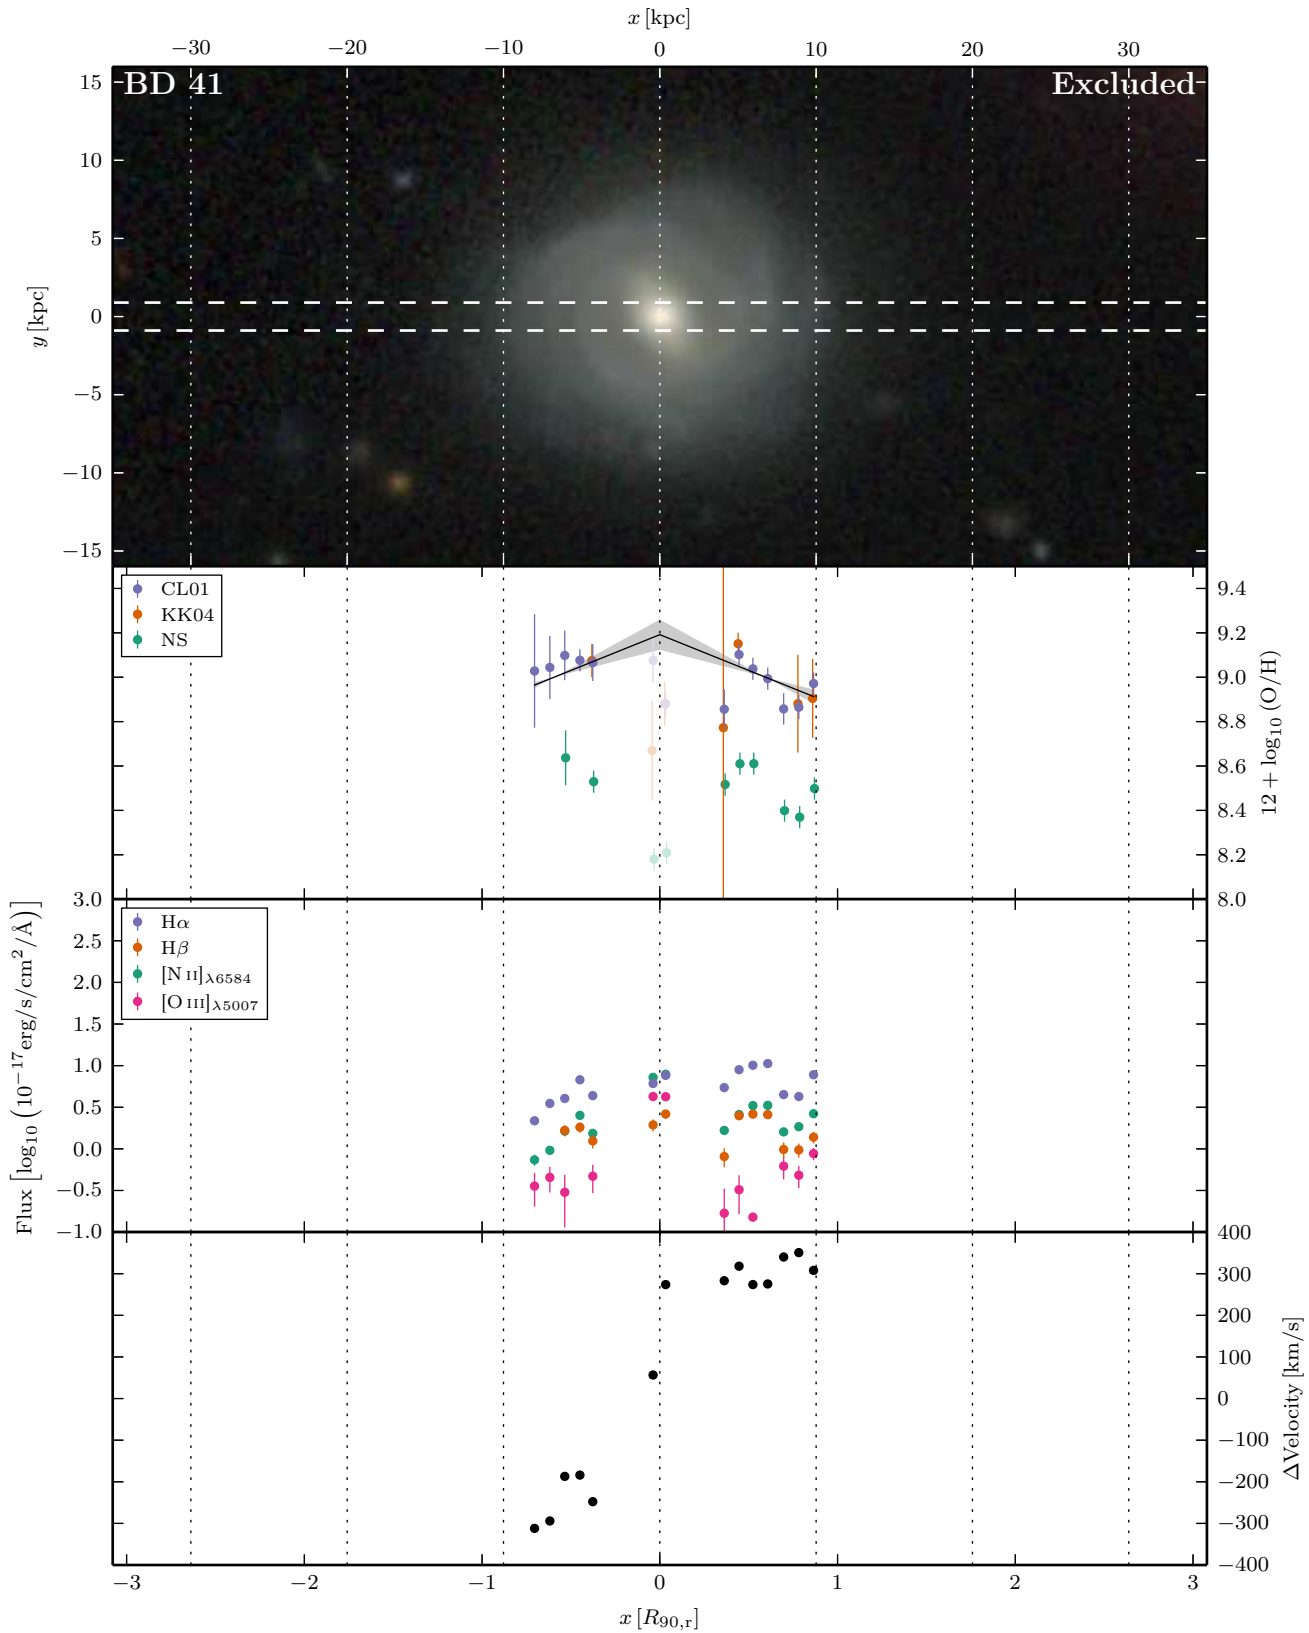 x [kpc]
−30 −20 −10 0 10 20 30
BD 41 Excluded
15
10
5
0
−5
−10
−15
y [kpc]
CL01
KK04
NS
9.4
9.2
9.0
8.8
8.6
8.4
8.2
8.0
12 + log₁₀ (O/H)
Hα
Hβ
[N II]λ6584
[O III]λ5007
3.0
2.5
2.0
1.5
1.0
0.5
0.0
−0.5
−1.0
Flux [log₁₀ (10⁻¹⁷erg/s/cm²/Å)]
400
300
200
100
0
−100
−200
−300
−400
ΔVelocity [km/s]
−3 −2 −1 0 1 2 3
x [R₉₀,ᵣ]